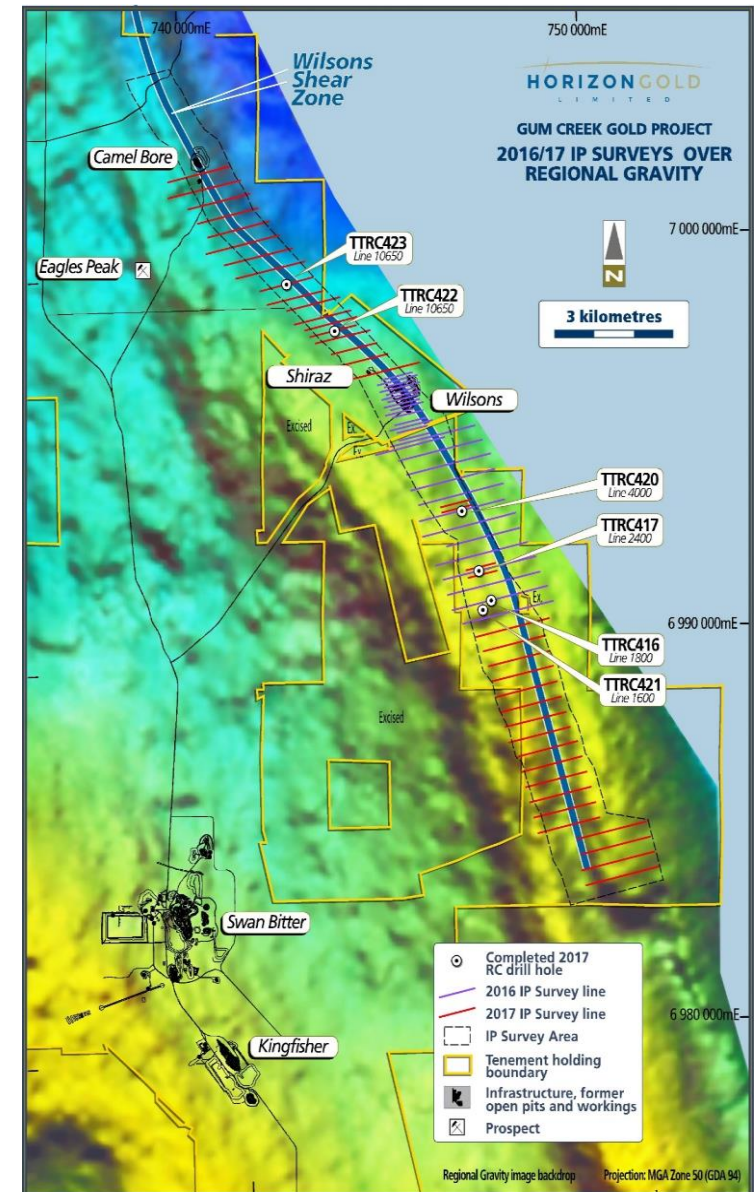 740 000mE
750 000mE
Wilsons
Shear
Zone
HORIZONGOLD
LIMITED
GUM CREEK GOLD PROJECT
2016/17 IP SURVEYS OVER
REGIONAL GRAVITY
Camel Bore
7 000 000mE
N
TTRC423
Line 10650
Eagles Peak
TTRC422
Line 10650
3 kilometres
Shiraz
Wilsons
Excised
Ex.
Ex.
TTRC420
Line 4000
TTRC417
Line 2400
Ex.
6 990 000mE
TTRC416
Line 1800
TTRC421
Line 1600
Excised
Swan Bitter
Kingfisher
Completed 2017
RC drill hole
2016 IP Survey line
2017 IP Survey line
IP Survey Area
Tenement holding
boundary
Infrastructure, former
open pits and workings
Prospect
6 980 000mE
Regional Gravity image backdrop
Projection: MGA Zone 50 (GDA 94)